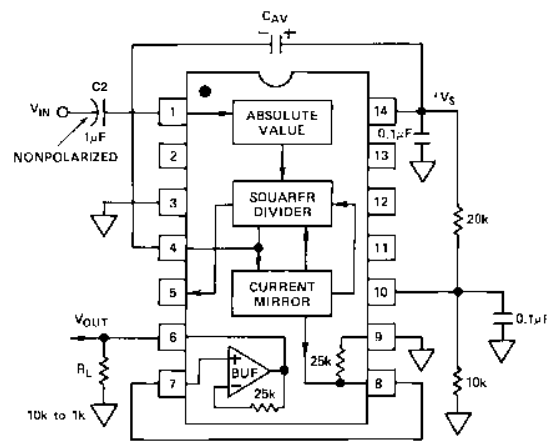 CAV
− +
C2
VIN
1µF
NONPOLARIZED
ABSOLUTE
VALUE
+VS
0.1µF
SQUARER
DIVIDER
20k
CURRENT
MIRROR
VOUT
RL
10k to 1k
+
BUF
−
25k
25k
0.1µF
10k
1
2
3
4
5
6
7
14
13
12
11
10
9
8